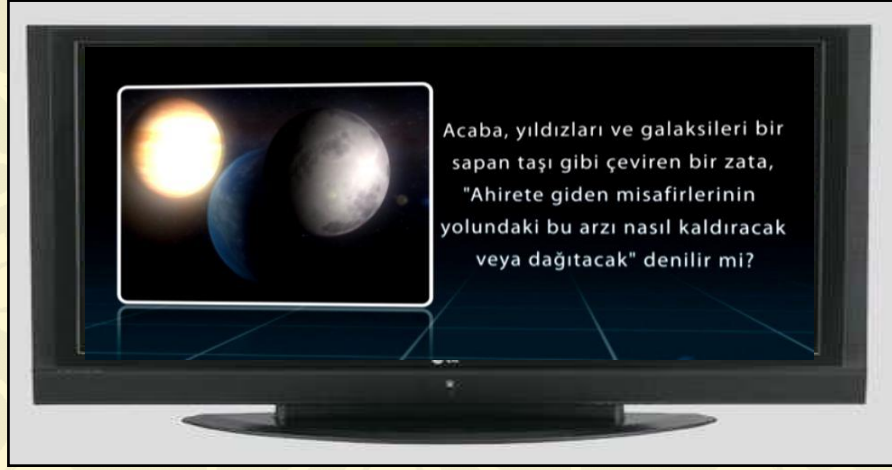 Acaba, yıldızları ve galaksileri bir
sapan taşı gibi çeviren bir zata,
"Ahirete giden misafirlerinin
yolundaki bu arzı nasıl kaldıracak
veya dağıtacak" denilir mi?